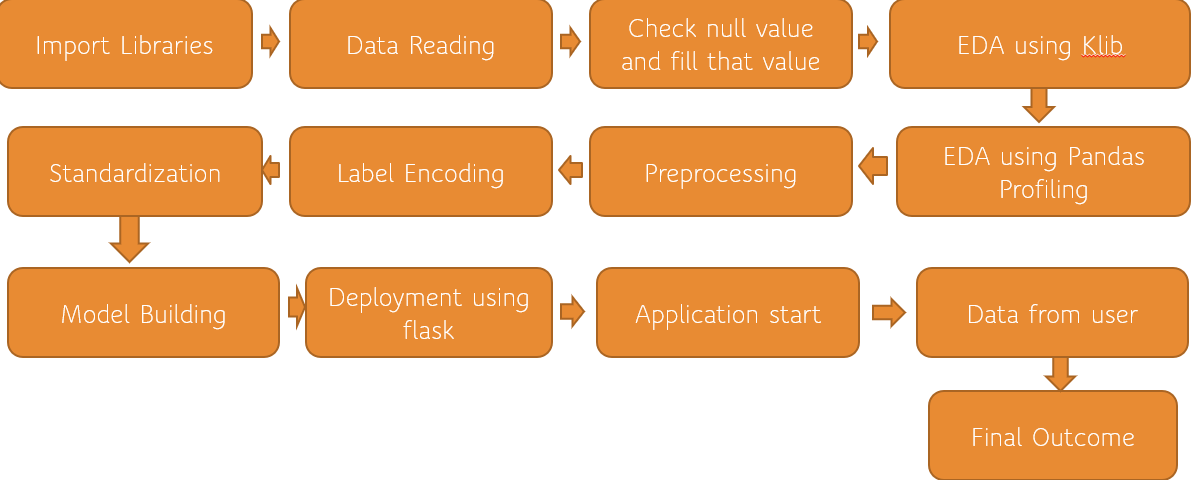 Import Libraries
Data Reading
Check null value
and fill that value
EDA using Klib
EDA using Pandas
Profiling
Preprocessing
Label Encoding
Standardization
Model Building
Deployment using
flask
Application start
Data from user
Final Outcome